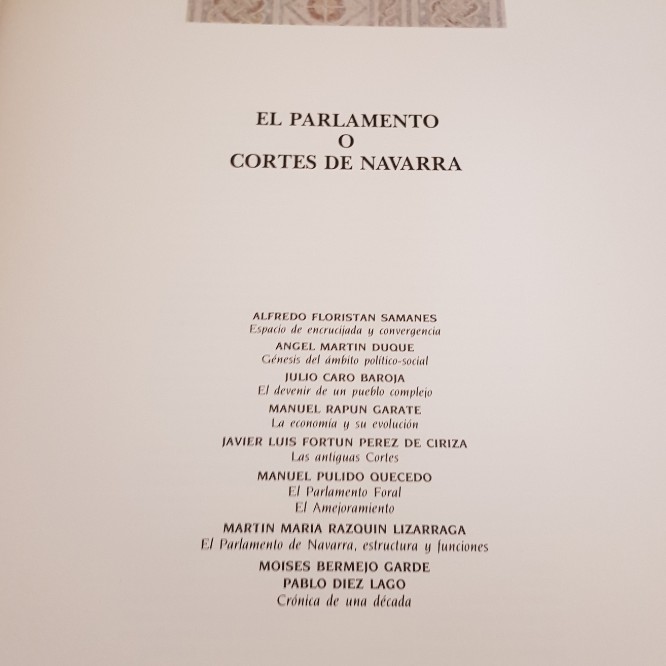 EL PARLAMENTO
O
CORTES DE NAVARRA
ALFREDO FLORISTAN SAMANES
Espacio de encrucijada y convergencia
ANGEL MARTIN DUQUE
Génesis del ámbito político-social
JULIO CARO BAROJA
El devenir de un pueblo complejo
MANUEL RAPUN GARATE
La economía y su evolución
JAVIER LUIS FORTUN PEREZ DE CIRIZA
Las antiguas Cortes
MANUEL PULIDO QUECEDO
El Parlamento Foral
El Amejoramiento
MARTIN MARIA RAZQUIN LIZARRAGA
El Parlamento de Navarra, estructura y funciones
MOISES BERMEJO GARDE
PABLO DIEZ LAGO
Crónica de una década